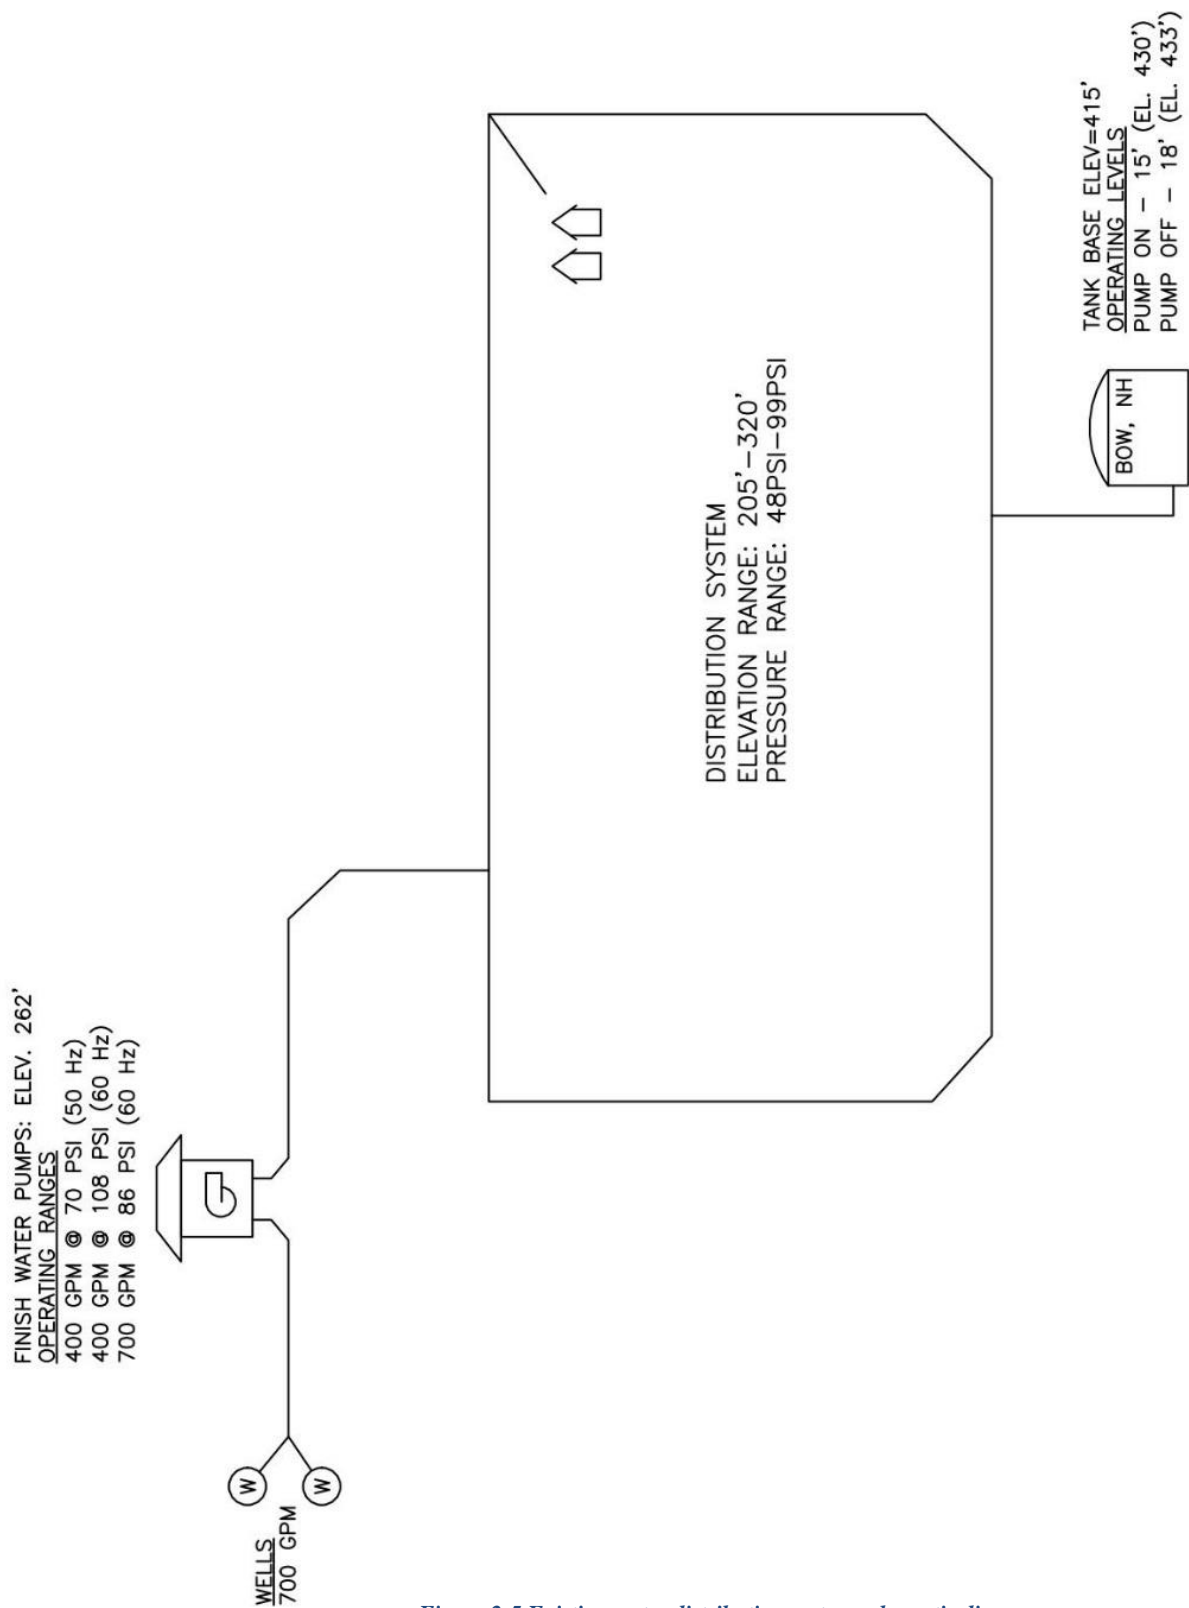 FINISH WATER PUMPS: ELEV. 262'
OPERATING RANGES
400 GPM @ 70 PSI (50 Hz)
400 GPM @ 108 PSI (60 Hz)
700 GPM @ 86 PSI (60 Hz)
W
W
WELLS
700 GPM
DISTRIBUTION SYSTEM
ELEVATION RANGE: 205'–320'
PRESSURE RANGE: 48PSI–99PSI
BOW, NH
TANK BASE ELEV=415'
OPERATING LEVELS
PUMP ON – 15' (EL. 430')
PUMP OFF – 18' (EL. 433')